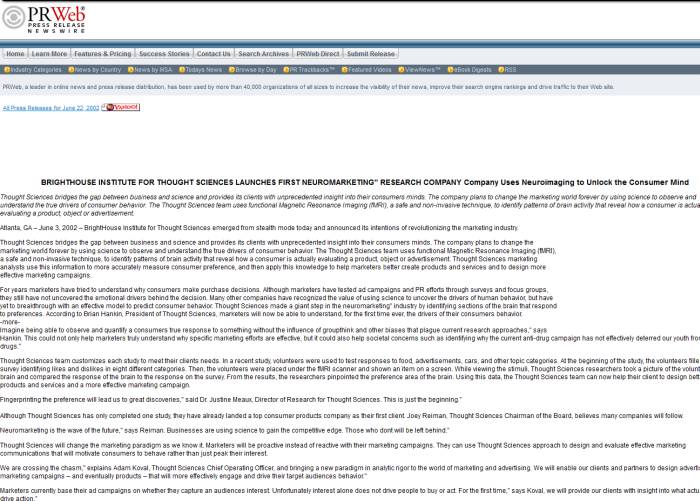 PRWeb®
PRESS RELEASE
NEWSWIRE
Home | Learn More | Features & Pricing | Success Stories | Contact Us | Search Archives | PRWeb Direct | Submit Release
Industry Categories News by Country News by MSA Todays News Browse by Day PR Trackbacks™ Featured Videos ViewNews™ eBook Digests RSS
PRWeb, a leader in online news and press release distribution, has been used by more than 40,000 organizations of all sizes to increase the visibility of their news, improve their search engine rankings and drive traffic to their Web site.
All Press Releases for June 22, 2002 YAHOO!
BRIGHTHOUSE INSTITUTE FOR THOUGHT SCIENCES LAUNCHES FIRST NEUROMARKETING" RESEARCH COMPANY Company Uses Neuroimaging to Unlock the Consumer Mind
Thought Sciences bridges the gap between business and science and provides its clients with unprecedented insight into their consumers minds. The company plans to change the marketing world forever by using science to observe and
understand the true drivers of consumer behavior. The Thought Sciences team uses functional Magnetic Resonance Imaging (fMRI), a safe and non-invasive technique, to identify patterns of brain activity that reveal how a consumer is actua
evaluating a product, object or advertisement.
Atlanta, GA – June 3, 2002 – BrightHouse Institute for Thought Sciences emerged from stealth mode today and announced its intentions of revolutionizing the marketing industry.
Thought Sciences bridges the gap between business and science and provides its clients with unprecedented insight into their consumers minds. The company plans to change the
marketing world forever by using science to observe and understand the true drivers of consumer behavior. The Thought Sciences team uses functional Magnetic Resonance Imaging (fMRI),
a safe and non-invasive technique, to identify patterns of brain activity that reveal how a consumer is actually evaluating a product, object or advertisement. Thought Sciences marketing
analysts use this information to more accurately measure consumer preference, and then apply this knowledge to help marketers better create products and services and to design more
effective marketing campaigns.
For years marketers have tried to understand why consumers make purchase decisions. Although marketers have tested ad campaigns and PR efforts through surveys and focus groups,
they still have not uncovered the emotional drivers behind the decision. Many other companies have recognized the value of using science to uncover the drivers of human behavior, but have
yet to breakthrough with an effective model to predict consumer behavior. Thought Sciences made a giant step in the neuromarketing" industry by identifying sections of the brain that respond
to preferences. According to Brian Hankin, President of Thought Sciences, marketers will now be able to understand, for the first time ever, the drivers of their consumers behavior.
-more-
Imagine being able to observe and quantify a consumers true response to something without the influence of groupthink and other biases that plague current research approaches," says
Hankin. This could not only help marketers truly understand why specific marketing efforts are effective, but it could also help societal concerns such as identifying why the current anti-drug campaign has not effectively deterred our youth fro
drugs."
Thought Sciences team customizes each study to meet their clients needs. In a recent study, volunteers were used to test responses to food, advertisements, cars, and other topic categories. At the beginning of the study, the volunteers fille
survey identifying likes and dislikes in eight different categories. Then, the volunteers were placed under the fMRI scanner and shown an item on a screen. While viewing the stimuli, Thought Sciences researchers took a picture of the volunt
brain and compared the response of the brain to the response on the survey. From the results, the researchers pinpointed the preference area of the brain. Using this data, the Thought Sciences team can now help their client to design bett
products and services and a more effective marketing campaign.
Fingerprinting the preference will lead us to great discoveries," said Dr. Justine Meaux, Director of Research for Thought Sciences. This is just the beginning."
Although Thought Sciences has only completed one study, they have already landed a top consumer products company as their first client. Joey Reiman, Thought Sciences Chairman of the Board, believes many companies will follow.
Neuromarketing is the wave of the future," says Reiman. Businesses are using science to gain the competitive edge. Those who dont will be left behind."
Thought Sciences will change the marketing paradigm as we know it. Marketers will be proactive instead of reactive with their marketing campaigns. They can use Thought Sciences approach to design and evaluate effective marketing
communications that will motivate consumers to behave rather than just peak their interest.
We are crossing the chasm," explains Adam Koval, Thought Sciences Chief Operating Officer, and bringing a new paradigm in analytic rigor to the world of marketing and advertising. We will enable our clients and partners to design advert
marketing campaigns – and eventually products – that will more effectively engage and drive their target audiences behavior."
Marketers currently base their ad campaigns on whether they capture an audiences interest. Unfortunately interest alone does not drive people to buy or act. For the first time," says Koval, we will provide our clients with insight into what actu
drive action."